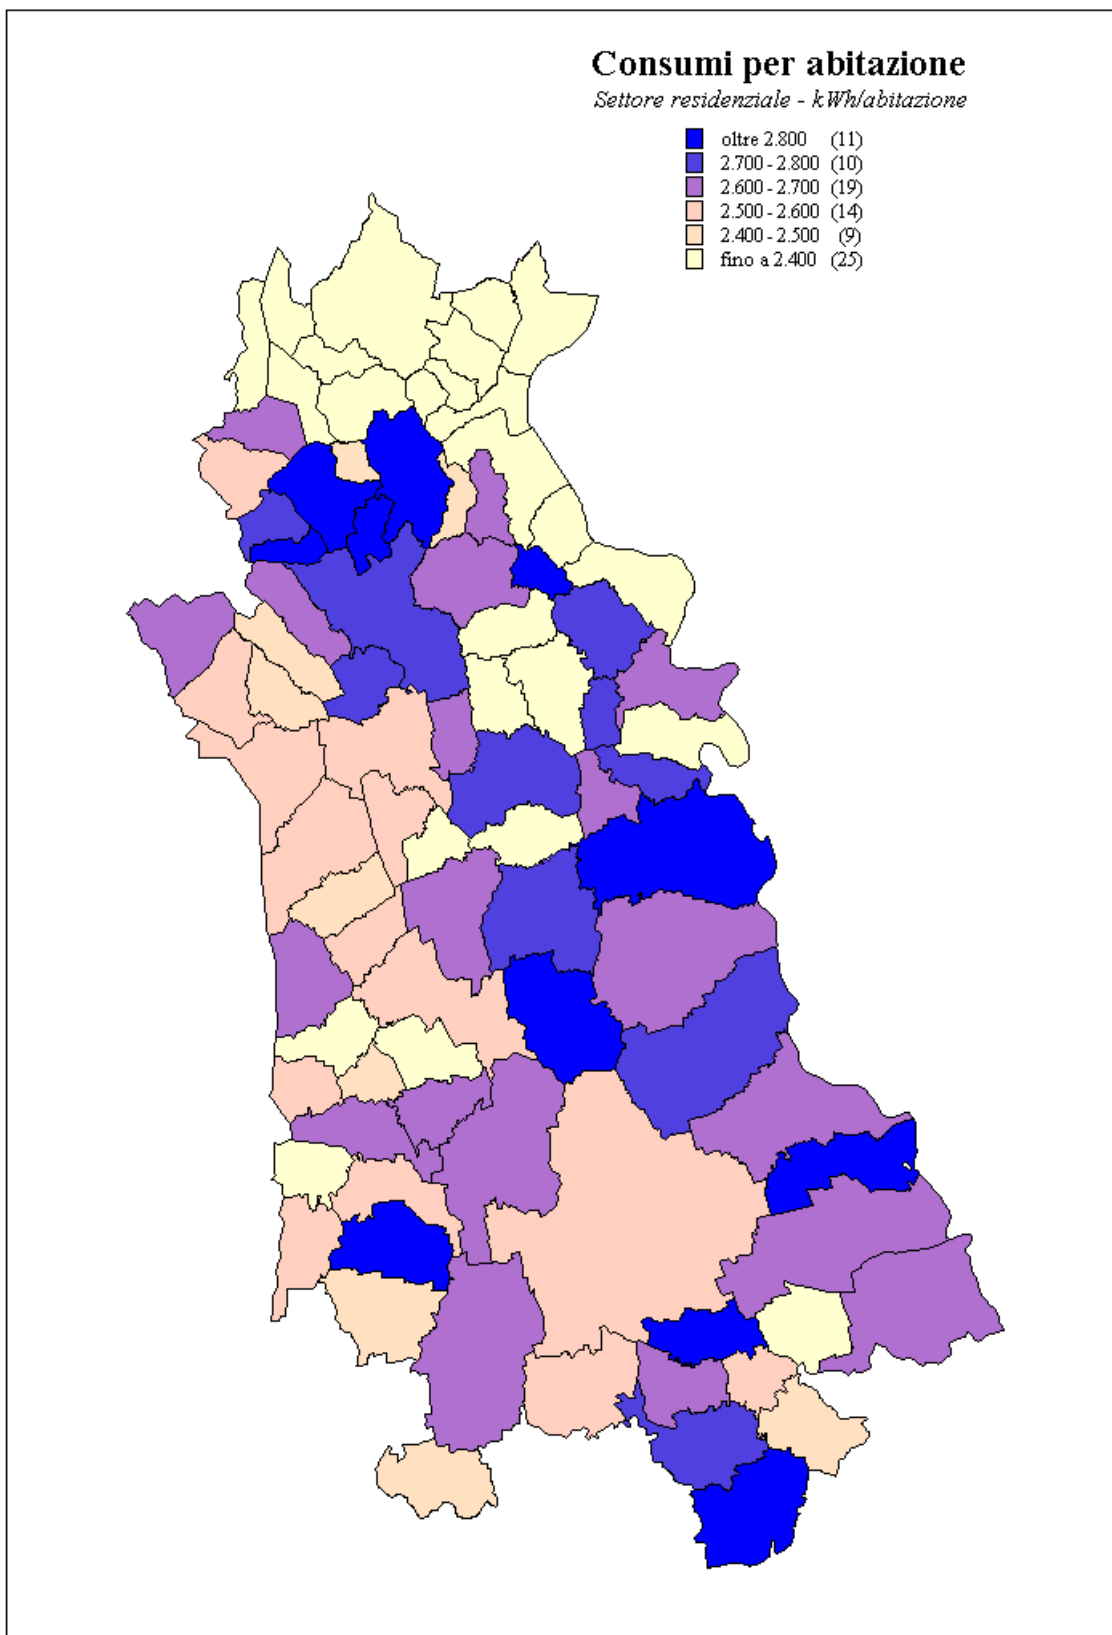 Consumi per abitazione
Settore residenziale - kWh/abitazione
oltre 2.800 (11)
2.700 - 2.800 (10)
2.600 - 2.700 (19)
2.500 - 2.600 (14)
2.400 - 2.500 (9)
fino a 2.400 (25)